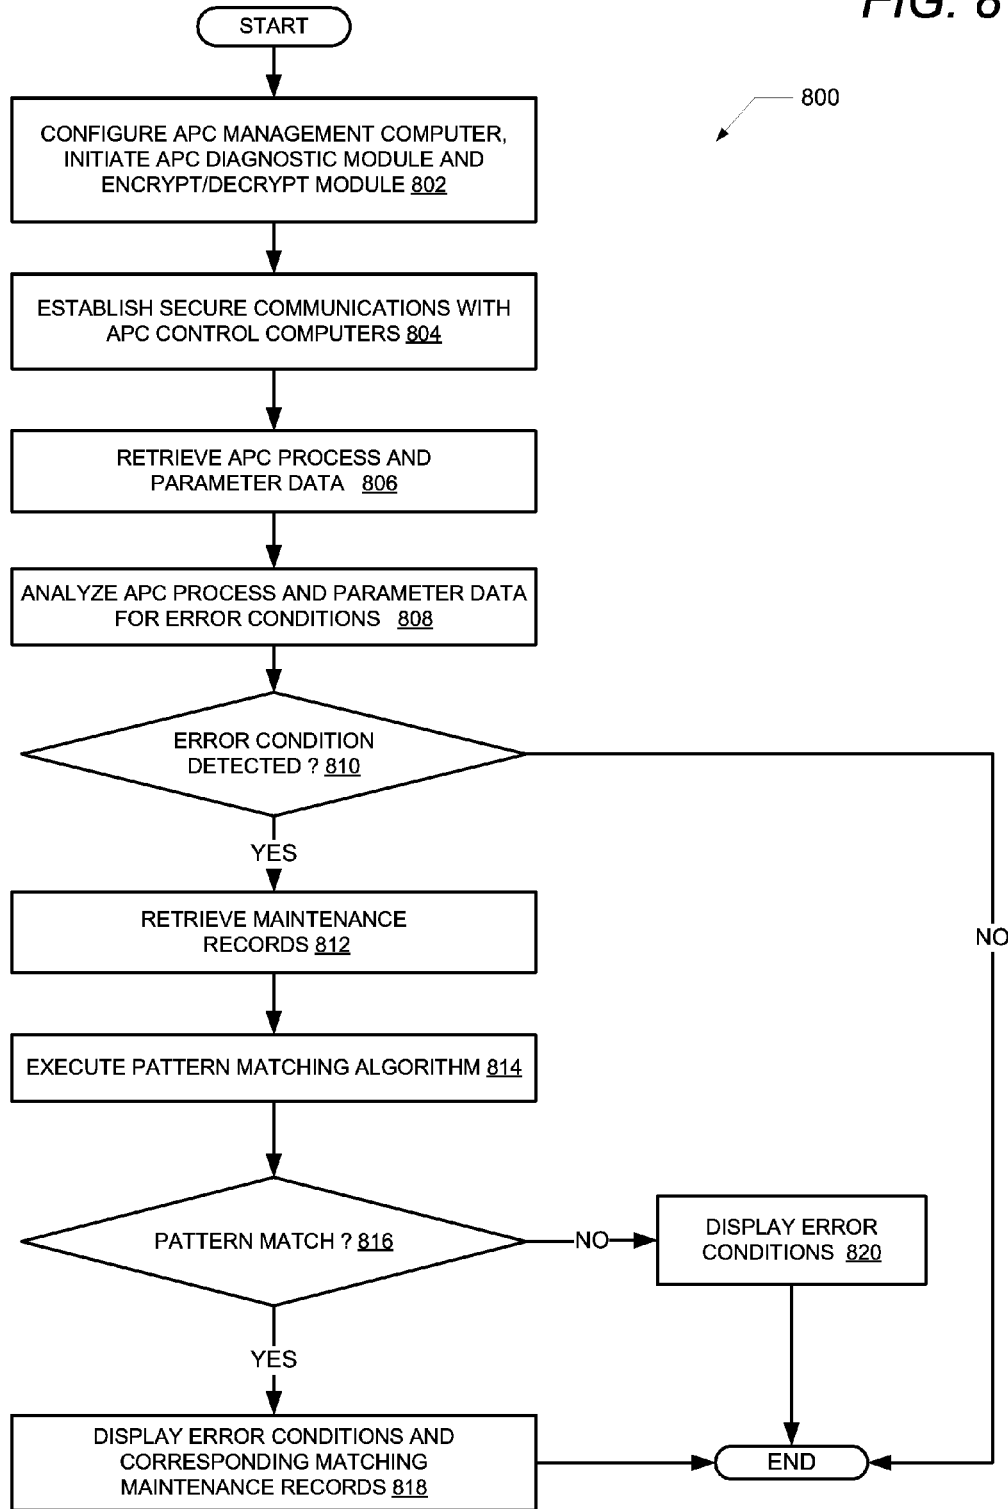 FIG. 8
START
800
CONFIGURE APC MANAGEMENT COMPUTER,
INITIATE APC DIAGNOSTIC MODULE AND
ENCRYPT/DECRYPT MODULE 802
ESTABLISH SECURE COMMUNICATIONS WITH
APC CONTROL COMPUTERS 804
RETRIEVE APC PROCESS AND
PARAMETER DATA 806
ANALYZE APC PROCESS AND PARAMETER DATA
FOR ERROR CONDITIONS 808
ERROR CONDITION
DETECTED ? 810
YES
RETRIEVE MAINTENANCE
RECORDS 812
NO
EXECUTE PATTERN MATCHING ALGORITHM 814
PATTERN MATCH ? 816
NO
DISPLAY ERROR
CONDITIONS 820
YES
DISPLAY ERROR CONDITIONS AND
CORRESPONDING MATCHING
MAINTENANCE RECORDS 818
END